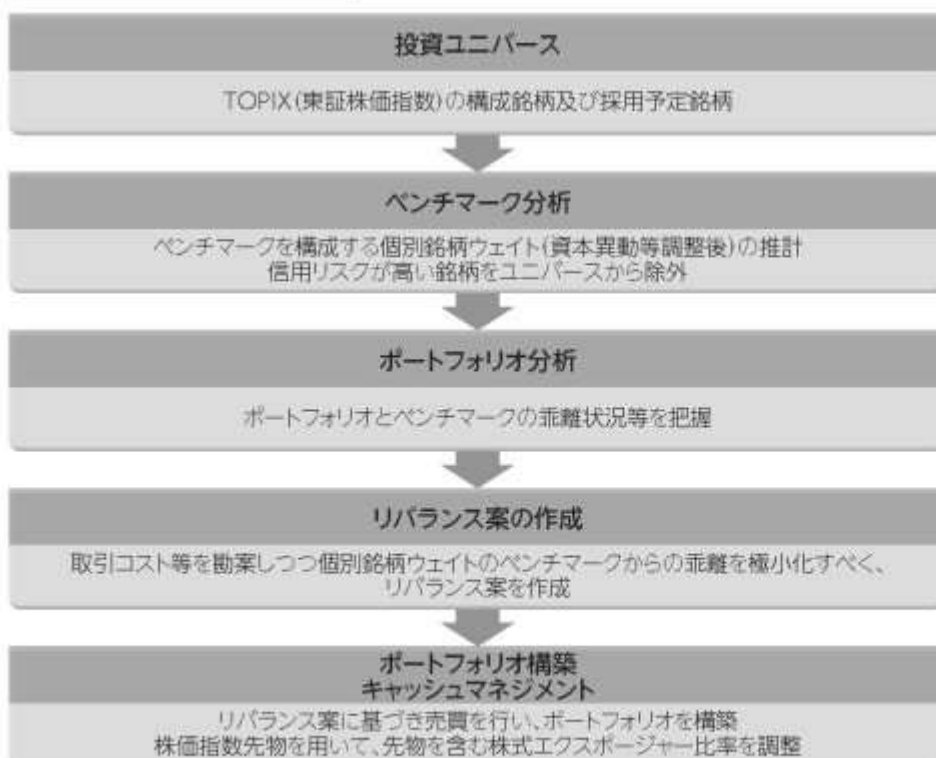 投資ユニバース
TOPIX(東証株価指数)の構成銘柄及び採用予定銘柄
ベンチマーク分析
ベンチマークを構成する個別銘柄ウェイト(資本異動等調整後)の推計
信用リスクが高い銘柄をユニバースから除外
ポートフォリオ分析
ポートフォリオとベンチマークの乖離状況等を把握
リバランス案の作成
取引コスト等を勘案しつつ個別銘柄ウェイトのベンチマークからの乖離を極小化すべく、
リバランス案を作成
ポートフォリオ構築
キャッシュマネジメント
リバランス案に基づき売買を行い、ポートフォリオを構築
株価指数先物を用いて、先物を含む株式エクスポージャー比率を調整